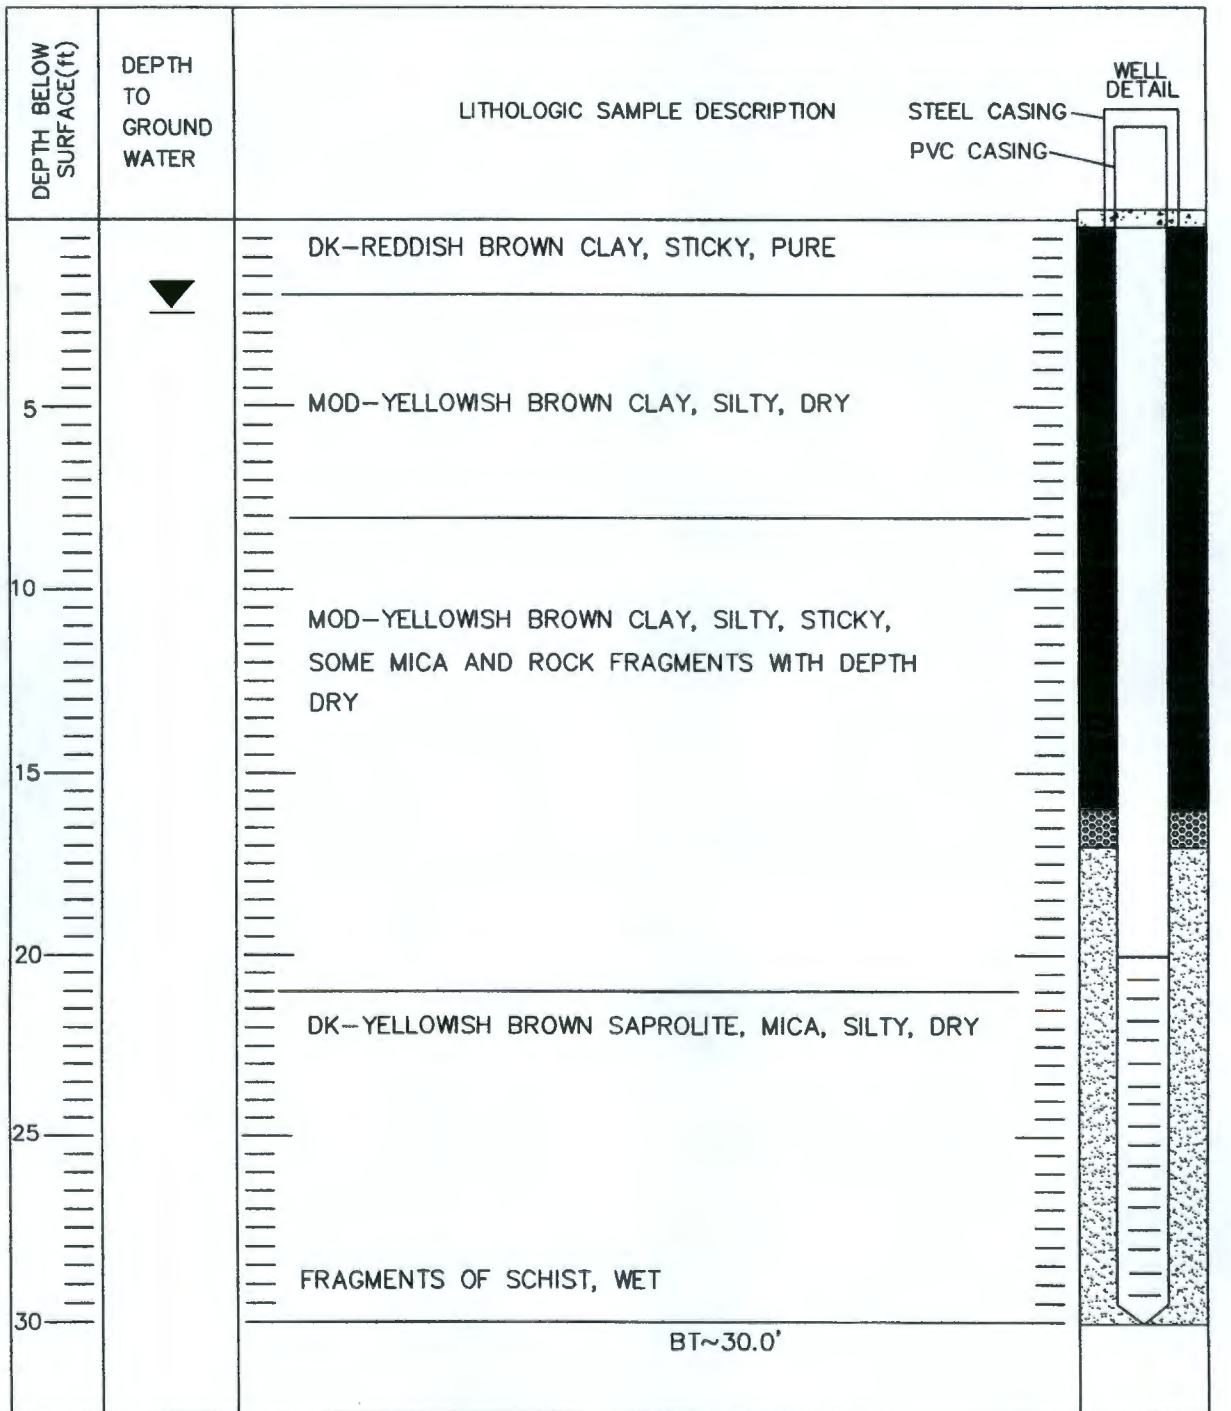 DEPTH BELOW
SURFACE(ft)
DEPTH
TO
GROUND
WATER
LITHOLOGIC SAMPLE DESCRIPTION
WELL
DETAIL
STEEL CASING
PVC CASING
DK-REDDISH BROWN CLAY, STICKY, PURE
5
MOD-YELLOWISH BROWN CLAY, SILTY, DRY
10
MOD-YELLOWISH BROWN CLAY, SILTY, STICKY,
SOME MICA AND ROCK FRAGMENTS WITH DEPTH
DRY
15
20
DK-YELLOWISH BROWN SAPROLITE, MICA, SILTY, DRY
25
FRAGMENTS OF SCHIST, WET
30
BT~30.0'